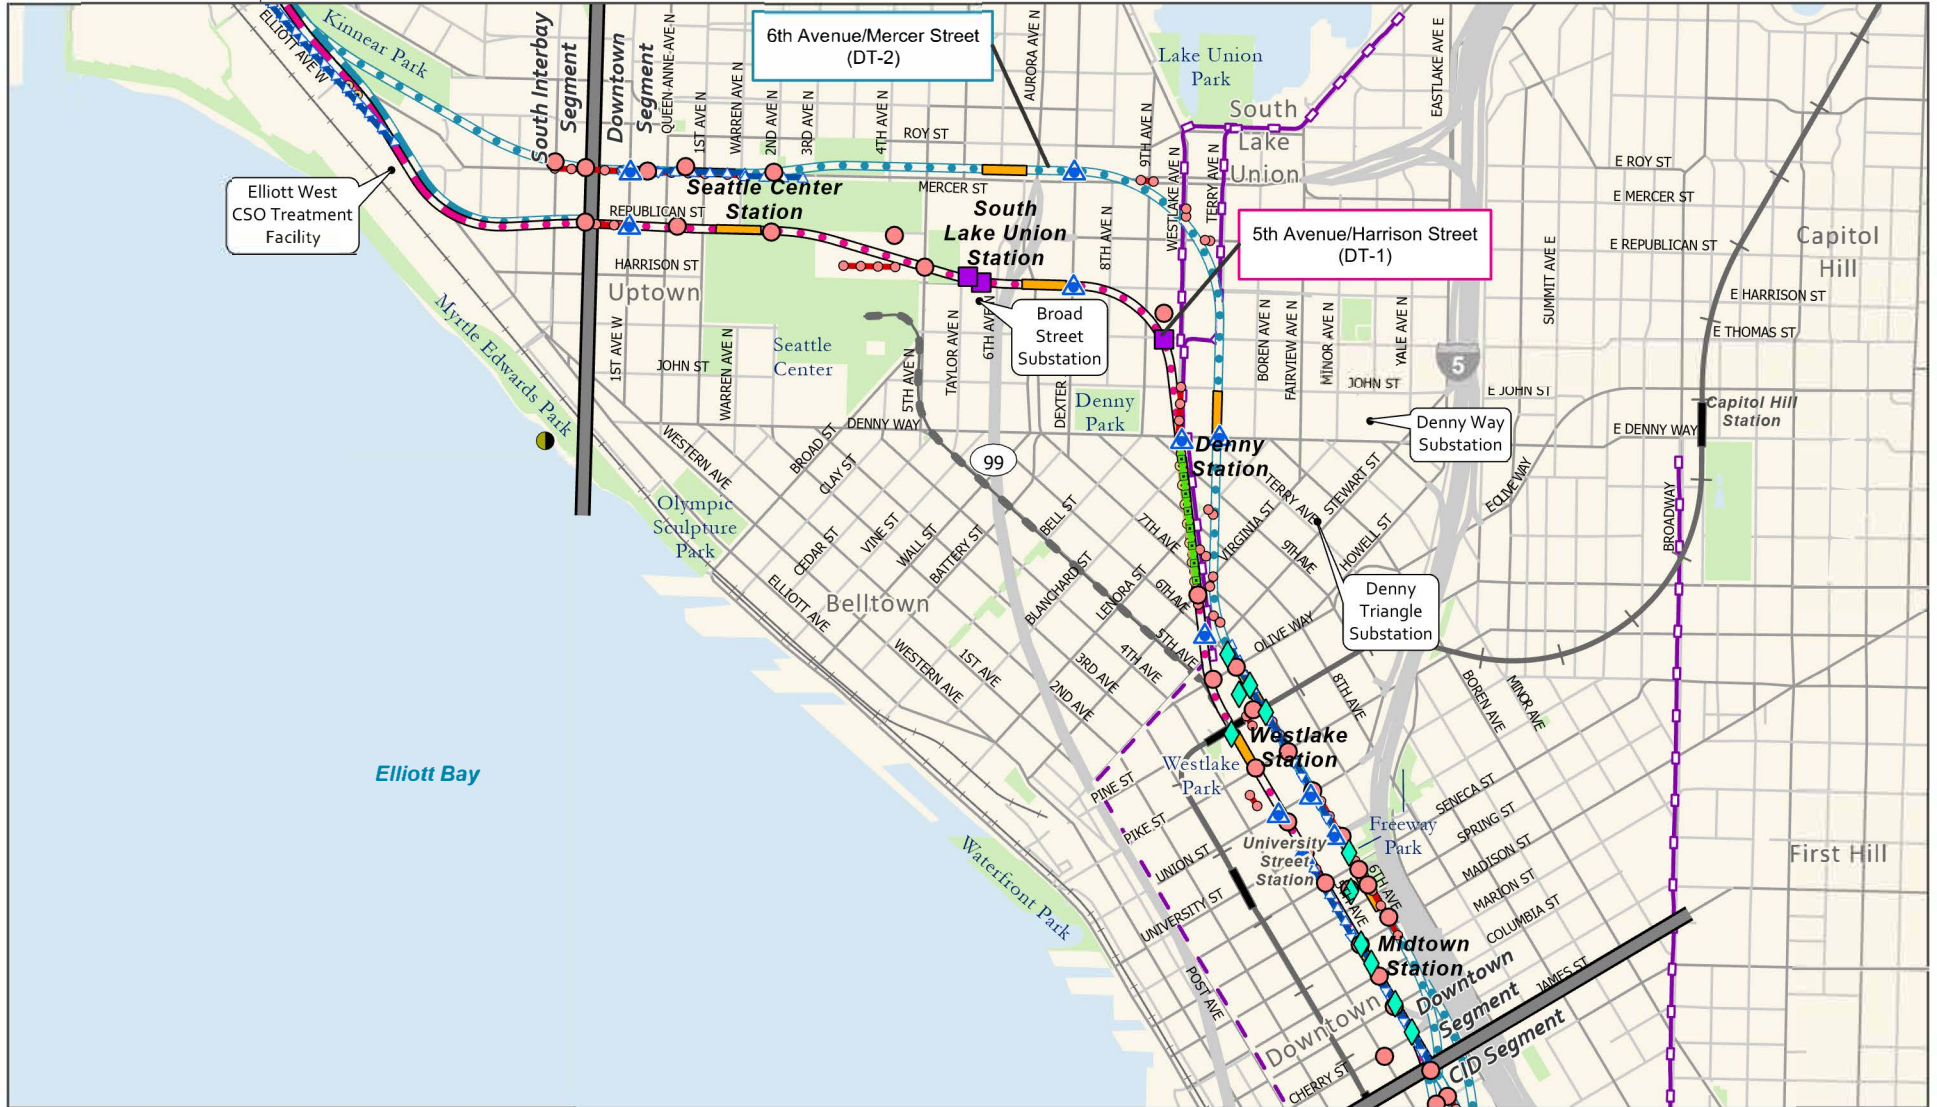 ELLIOTT AVE W
Kinnear Park
South Interbay
Segment
Downtown
Segment
QUEEN ANNE AVE N
1ST AVE N
WARREN AVE N
2ND AVE N
3RD AVE N
4TH AVE N
6th Avenue/Mercer Street
(DT-2)
AURORA AVE N
ROY ST
MERCER ST
9TH AVE N
Lake Union
Park
South
Lake
Union
EASTLAKE AVE E
WESTLAKE AVE N
TERRY AVE N
E ROY ST
E MERCER ST
E REPUBLICAN ST
Capitol
Hill
E HARRISON ST
E THOMAS ST
SUMMIT AVE E
Elliott West
CSO Treatment
Facility
Seattle Center
Station
REPUBLICAN ST
South
Lake Union
Station
8TH AVE N
5th Avenue/Harrison Street
(DT-1)
HARRISON ST
Uptown
Broad
Street
Substation
6TH AVE N
TAYLOR AVE N
5TH AVE N
Seattle
Center
JOHN ST
1ST AVE W
WARREN AVE N
DEXTER
Denny
Park
BOREN AVE N
FAIRVIEW AVE N
MINOR AVE N
YALE AVE N
JOHN ST
5
E JOHN ST
Capitol Hill
Station
E DENNY WAY
Denny Way
Substation
Myrtle Edwards Park
DENNY WAY
99
Denny
Station
WESTERN AVE
BROAD ST
CLAY ST
Olympic
Sculpture
Park
CEDAR ST
VINE ST
WALL ST
BATTERY ST
BELL ST
BLANCHARD ST
LENORA ST
7TH AVE
6TH AVE
5TH AVE
4TH AVE
3RD AVE
2ND AVE
1ST AVE
WESTERN AVE
ELLIOTT AVE
Belltown
VIRGINIA ST
TERRY AVE
STEWART ST
9TH AVE
HOWELL ST
E OLIVE WAY
BROADWAY
Denny
Triangle
Substation
OLIVE WAY
8TH AVE
BOREN AVE
MINOR AVE
Elliott Bay
Westlake
Station
Westlake
Park
PINE ST
PIKE ST
UNION ST
UNIVERSITY ST
University
Street
Station
Freeway
Park
SENECA ST
SPRING ST
MADISON ST
MARION ST
COLUMBIA ST
JAMES ST
First Hill
Waterfront Park
6TH AVE
5TH AVE
Midtown
Station
Downtown
Segment
CID Segment
POST AVE
Downtown
CHERRY ST